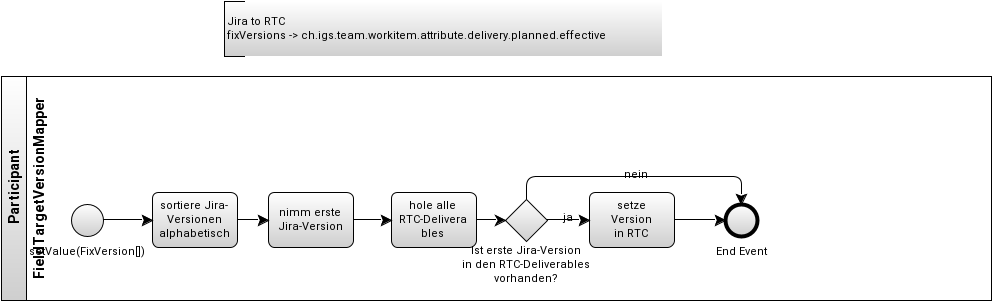 Jira to RTC
fixVersions -> ch.igs.team.workitem.attribute.delivery.planned.effective
Participant
FieldTargetVersionMapper
setValue(FixVersion[])
sortiere Jira-
Versionen
alphabetisch
nimm erste
Jira-Version
hole alle
RTC-Delivera
bles
Ist erste Jira-Version
in den RTC-Deliverables
vorhanden?
nein
ja
setze
Version
in RTC
End Event